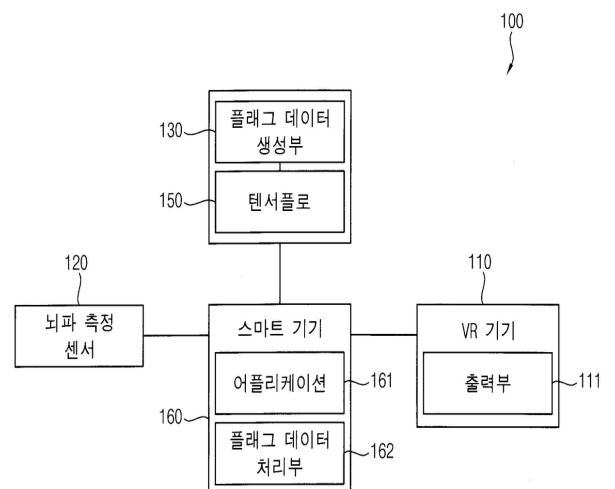 100
130
플래그 데이터
생성부
150
텐서플로
120
뇌파 측정
센서
스마트 기기
110
VR 기기
어플리케이션
161
출력부
111
160
플래그 데이터
처리부
162